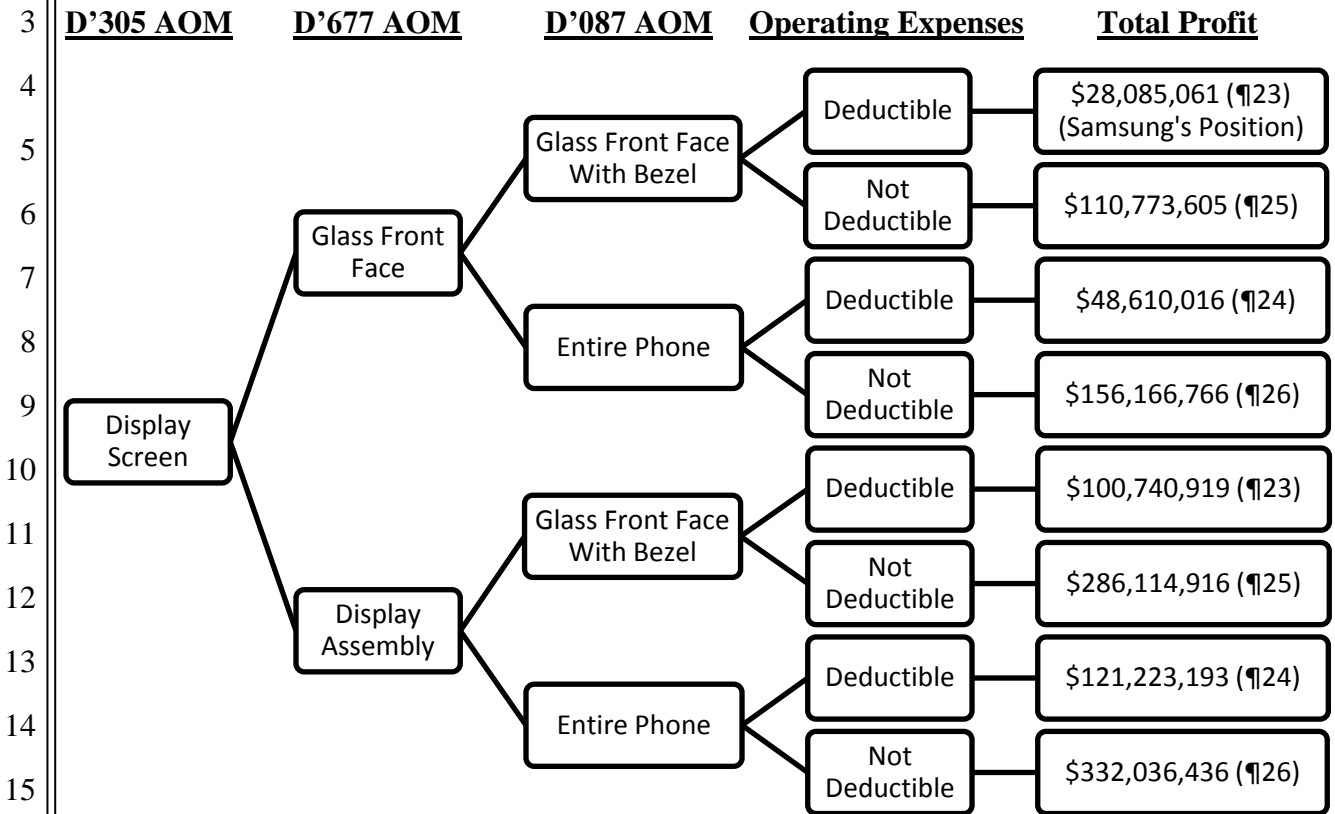 3 D’305 AOM D’677 AOM D’087 AOM Operating Expenses Total Profit
4
Deductible
$28,085,061 (¶23)
(Samsung's Position)
5
Glass Front Face
With Bezel
6
Not
Deductible
$110,773,605 (¶25)
Glass Front
Face
7
Deductible
$48,610,016 (¶24)
8
Entire Phone
9
Not
Deductible
$156,166,766 (¶26)
Display
Screen
10
Deductible
$100,740,919 (¶23)
11
Glass Front Face
With Bezel
12
Not
Deductible
$286,114,916 (¶25)
Display
Assembly
13
Deductible
$121,223,193 (¶24)
14
Entire Phone
15
Not
Deductible
$332,036,436 (¶26)